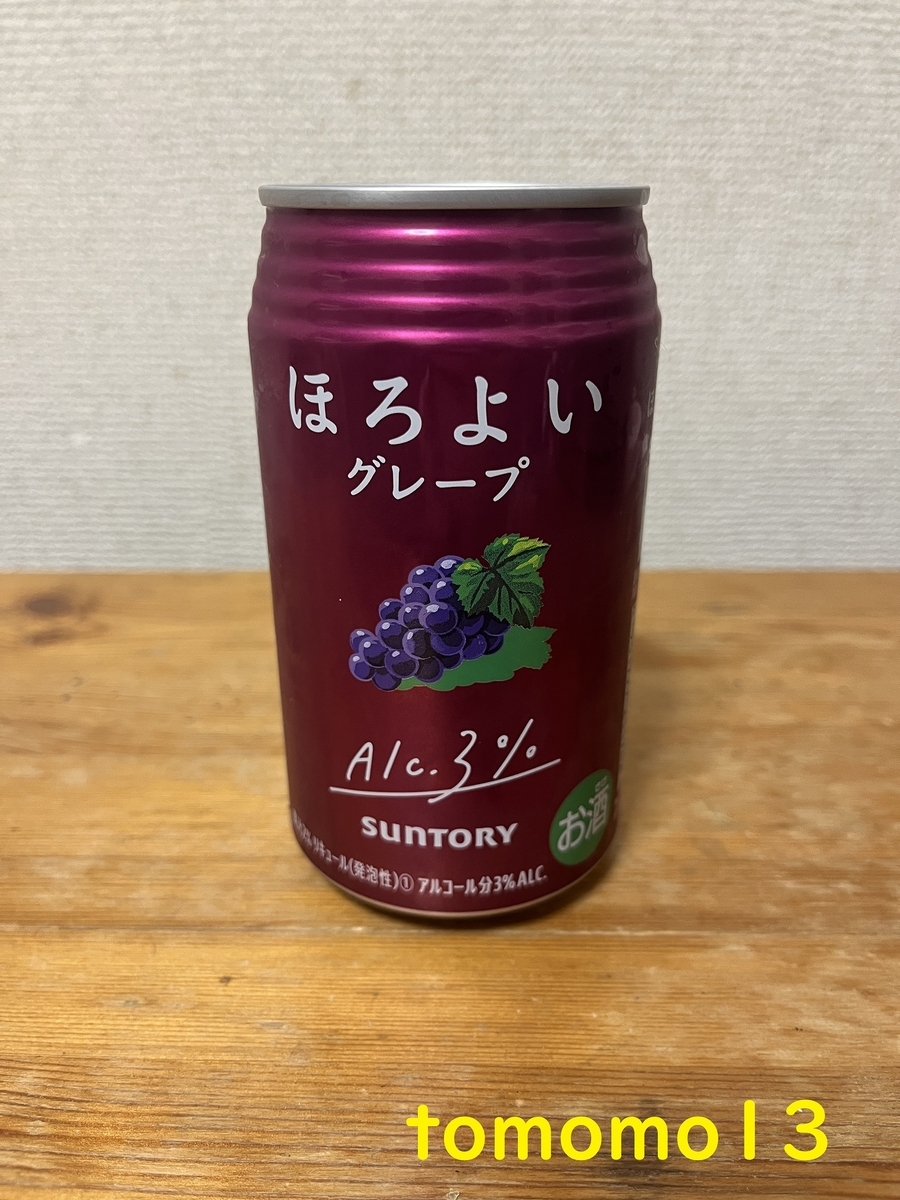 ほろよい
グレープ
Alc.3%
SUNTORY
お酒
リキュール(発泡性)① アルコール分3%ALC.
tomomo13